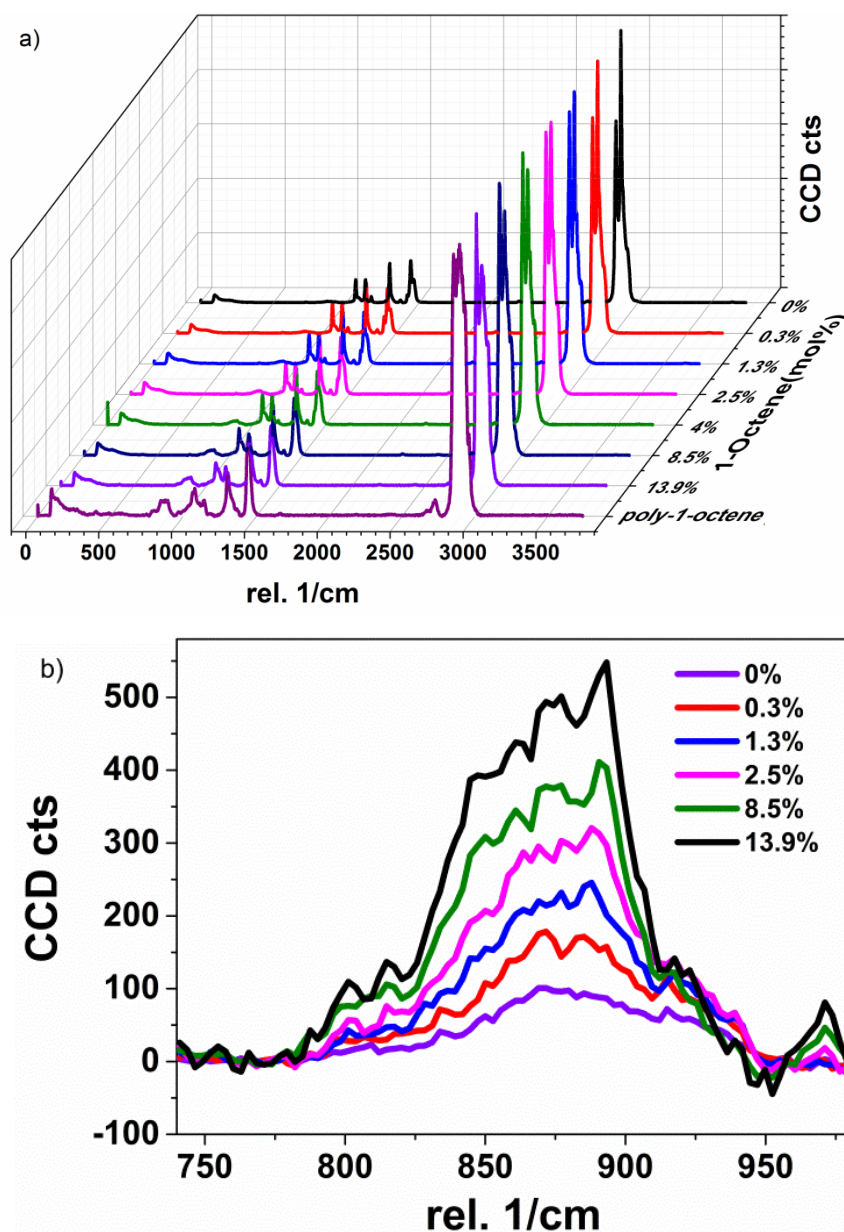 a)
CCD cts
0%
0.3%
1.3%
2.5%
4%
8.5%
13.9%
poly-1-octene
1-Octene(mol%)
0 500 1000 1500 2000 2500 3000 3500
rel. 1/cm
b)
500
400
300
200
100
0
-100
CCD cts
0%
0.3%
1.3%
2.5%
8.5%
13.9%
750 800 850 900 950
rel. 1/cm